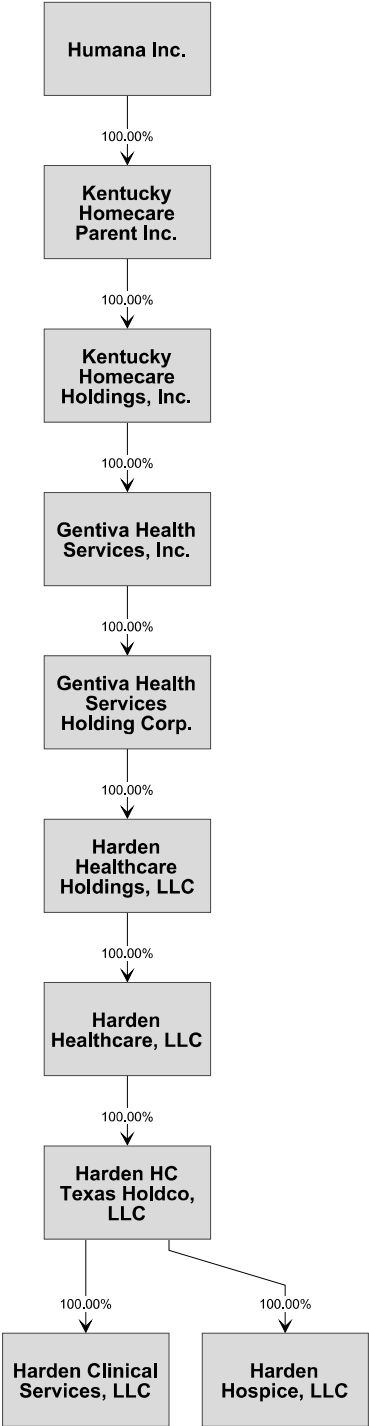 Humana Inc.
100.00%
Kentucky
Homecare
Parent Inc.
100.00%
Kentucky
Homecare
Holdings, Inc.
100.00%
Gentiva Health
Services, Inc.
100.00%
Gentiva Health
Services
Holding Corp.
100.00%
Harden
Healthcare
Holdings, LLC
100.00%
Harden
Healthcare, LLC
100.00%
Harden HC
Texas Holdco,
LLC
100.00%
100.00%
Harden Clinical
Services, LLC
Harden
Hospice, LLC